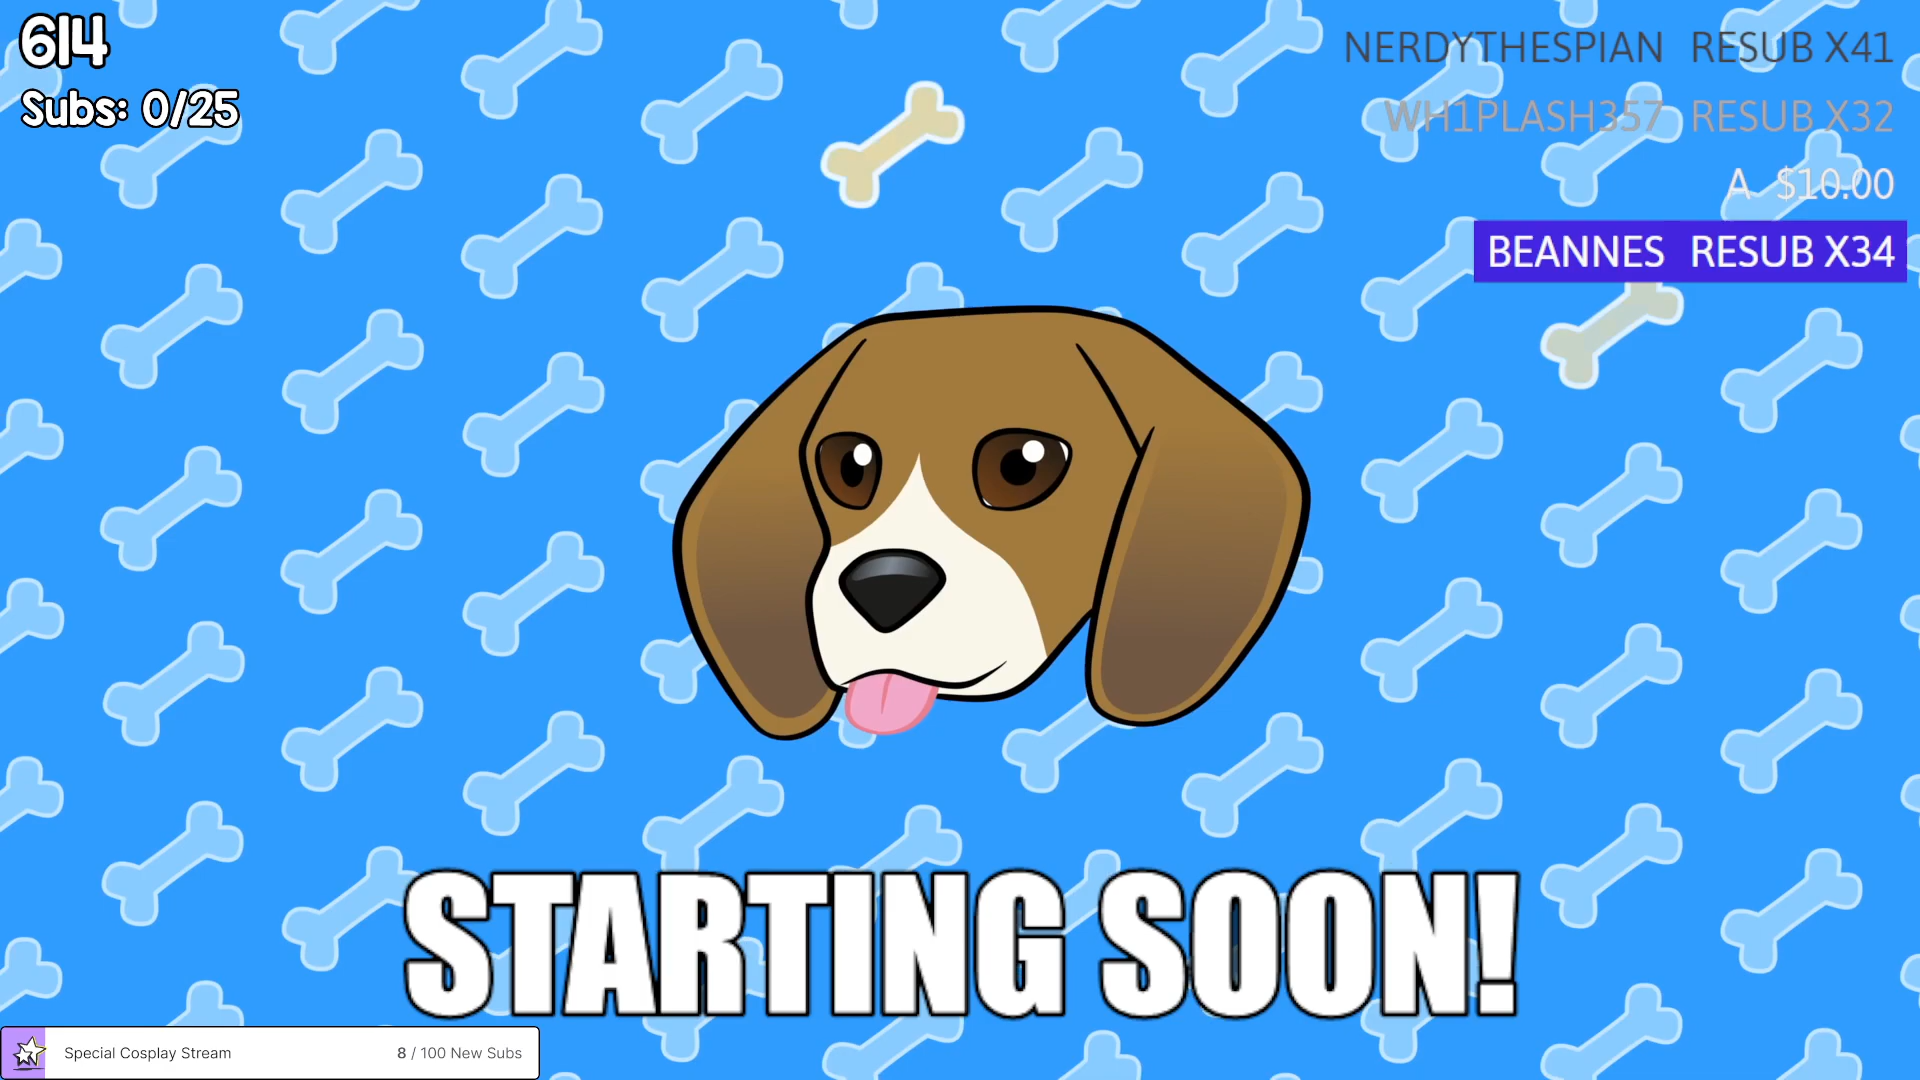 614
Subs: 0/25
NERDYTHESPIAN RESUB X41
WH1PLASH357 RESUB X32
A $10.00
BEANNES RESUB X34
STARTING SOON!
Special Cosplay Stream 8 / 100 New Subs